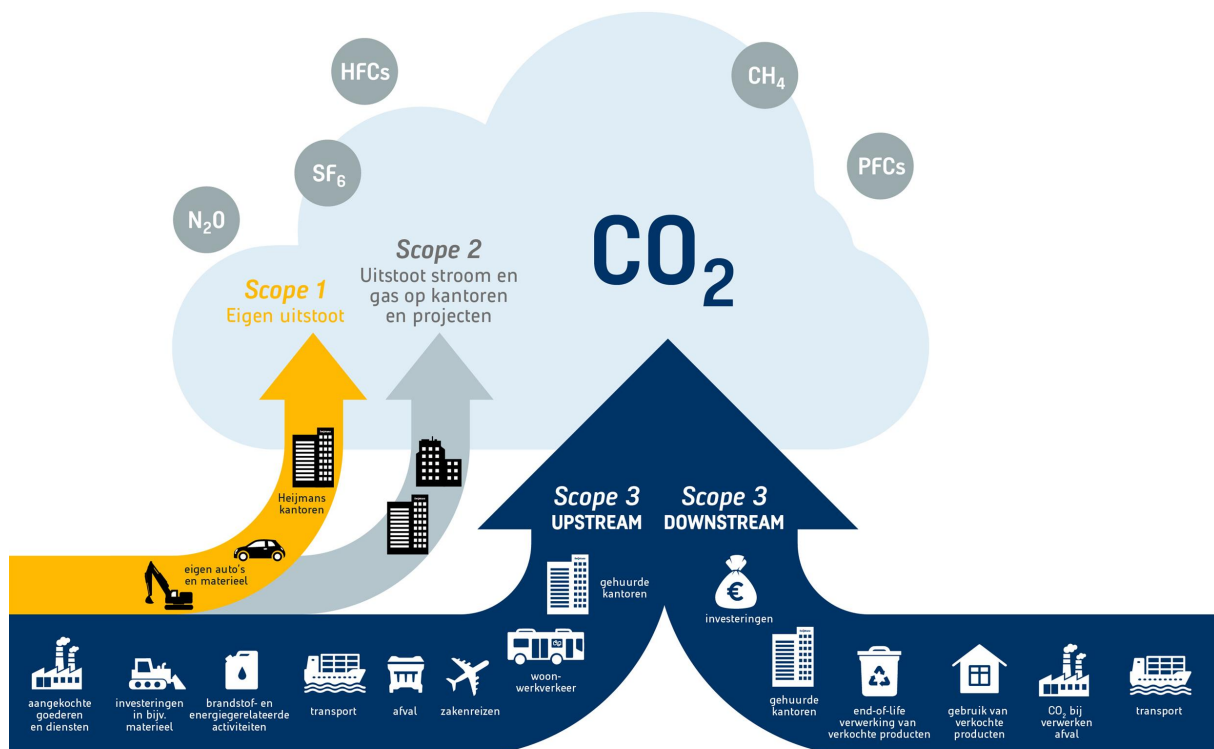 HFCs
CH₄
SF₆
PFCs
N₂O
CO₂
Scope 1
Eigen uitstoot
Scope 2
Uitstoot stroom en
gas op kantoren
en projecten
Heijmans
kantoren
eigen auto's
en materieel
Scope 3
UPSTREAM
Scope 3
DOWNSTREAM
gehuurde
kantoren
investeringen
woon-
werkverkeer
aangekochte
goederen
en diensten
investeringen
in bijv.
materieel
brandstof- en
energiegerelateerde
activiteiten
transport
afval
zakenreizen
€
gehuurde
kantoren
end-of-life
verwerking van
verkochte producten
gebruik van
verkochte
producten
CO₂ bij
verwerken
afval
transport